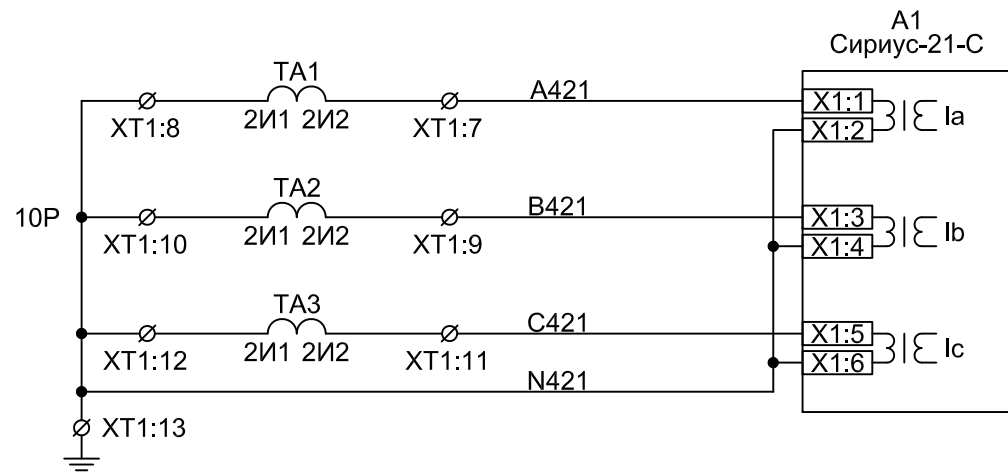 A1
Сириус-21-С
TA1
A421
X1:1
Ia
2И1 2И2
XT1:8
XT1:7
X1:2
TA2
10P
B421
X1:3
Ib
2И1 2И2
XT1:10
XT1:9
X1:4
TA3
C421
X1:5
Ic
2И1 2И2
XT1:12
XT1:11
X1:6
N421
XT1:13